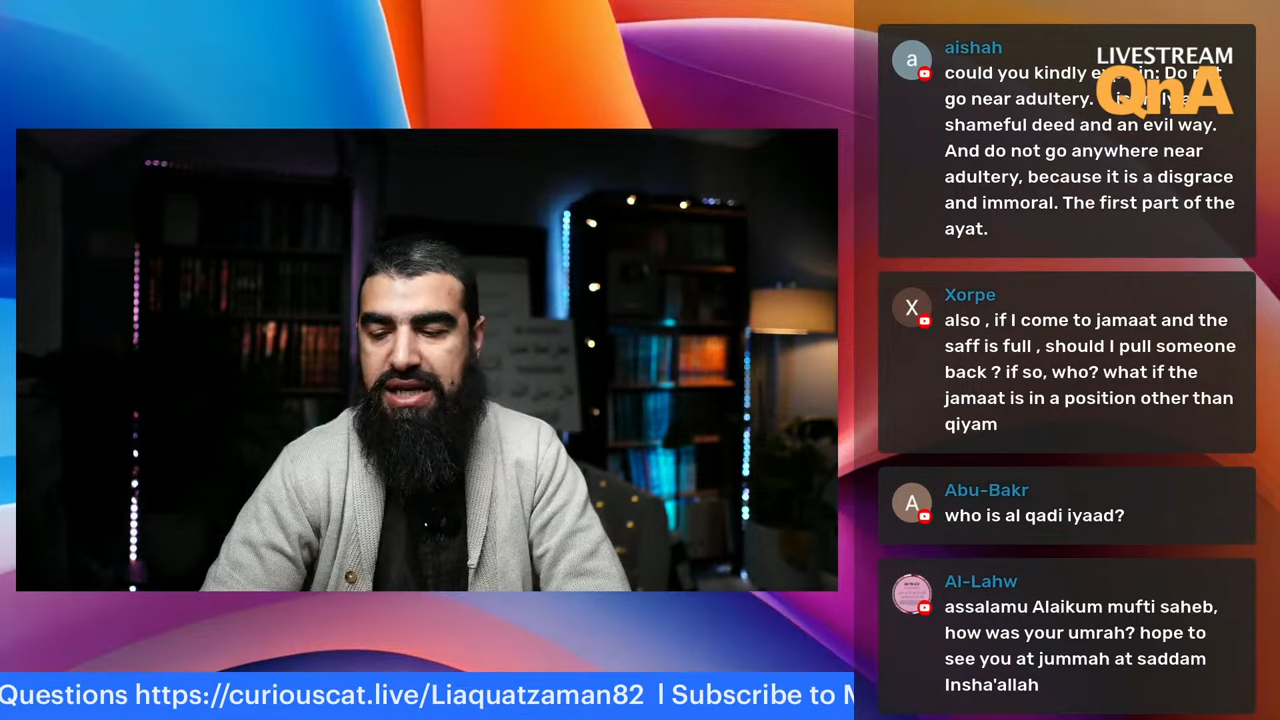 aishah
could you kindly explain: Do not
go near adultery.
shameful deed and an evil way.
And do not go anywhere near
adultery, because it is a disgrace
and immoral. The first part of the
ayat.
LIVESTREAM
QnA
Xorpe
also , if I come to jamaat and the
saff is full , should I pull someone
back ? if so, who? what if the
jamaat is in a position other than
qiyam
A
Abu-Bakr
who is al qadi iyaad?
Al-Lahw
assalamu Alaikum mufti saheb,
how was your umrah? hope to
see you at jummah at saddam
Insha'allah
a
X
Questions https://curiouscat.live/Liaquatzaman82 | Subscribe to M